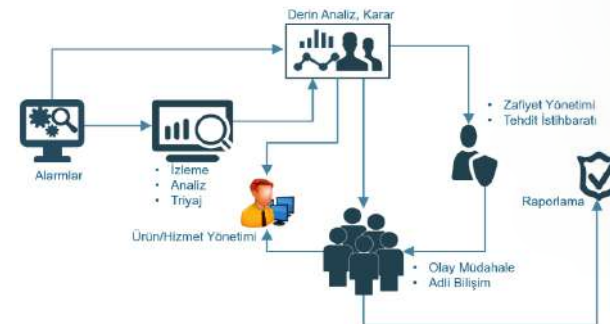 Derin Analiz, Karar
• Zafiyet Yönetimi
• Tehdit İstihbaratı
Alarmlar
• İzleme
• Analiz
• Triyaj
Raporlama
Ürün/Hizmet Yönetimi
• Olay Müdahale
• Adli Bilişim